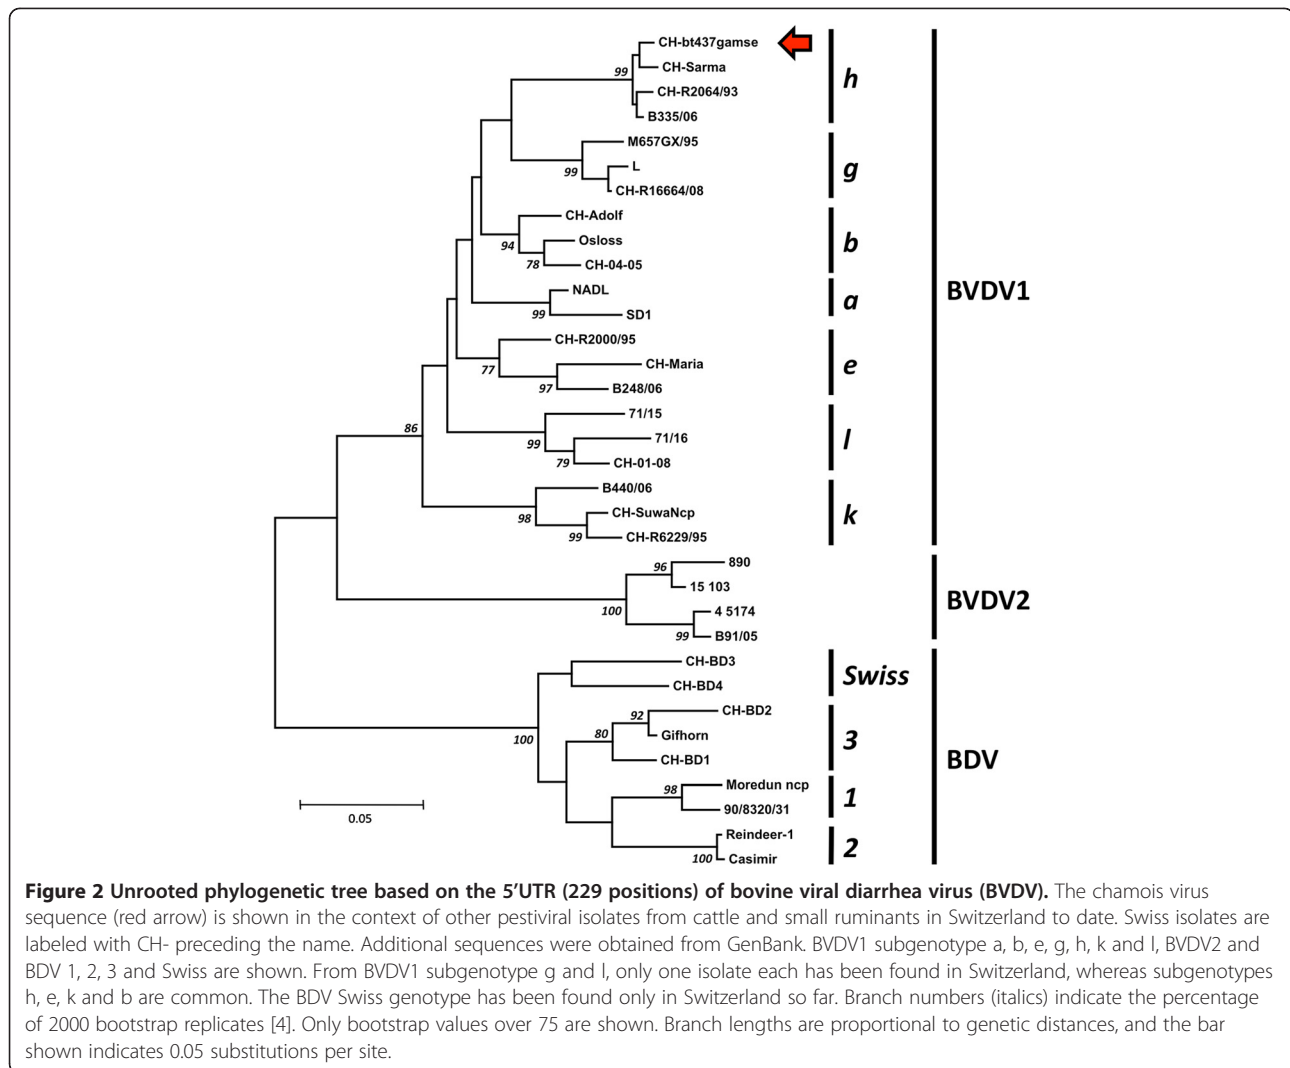 CH-bt437gamse
99
CH-Sarma
h
CH-R2064/93
B335/06
M657GX/95
99
L
g
CH-R16664/08
CH-Adolf
94
Osloss
b
78
CH-04-05
NADL
a
BVDV1
99
SD1
CH-R2000/95
77
CH-Maria
e
97
B248/06
71/15
86
99
71/16
l
79
CH-01-08
B440/06
98
CH-SuwaNcp
k
99
CH-R6229/95
96
890
15 103
BVDV2
100
4 5174
99
B91/05
CH-BD3
Swiss
CH-BD4
100
92
CH-BD2
80
Gifhorn
3
CH-BD1
BDV
98
Moredun ncp
1
90/8320/31
0.05
Reindeer-1
2
100
Casimir
Figure 2 Unrooted phylogenetic tree based on the 5’UTR (229 positions) of bovine viral diarrhea virus (BVDV). The chamois virus
sequence (red arrow) is shown in the context of other pestiviral isolates from cattle and small ruminants in Switzerland to date. Swiss isolates are
labeled with CH- preceding the name. Additional sequences were obtained from GenBank. BVDV1 subgenotype a, b, e, g, h, k and l, BVDV2 and
BDV 1, 2, 3 and Swiss are shown. From BVDV1 subgenotype g and l, only one isolate each has been found in Switzerland, whereas subgenotypes
h, e, k and b are common. The BDV Swiss genotype has been found only in Switzerland so far. Branch numbers (italics) indicate the percentage
of 2000 bootstrap replicates [4]. Only bootstrap values over 75 are shown. Branch lengths are proportional to genetic distances, and the bar
shown indicates 0.05 substitutions per site.